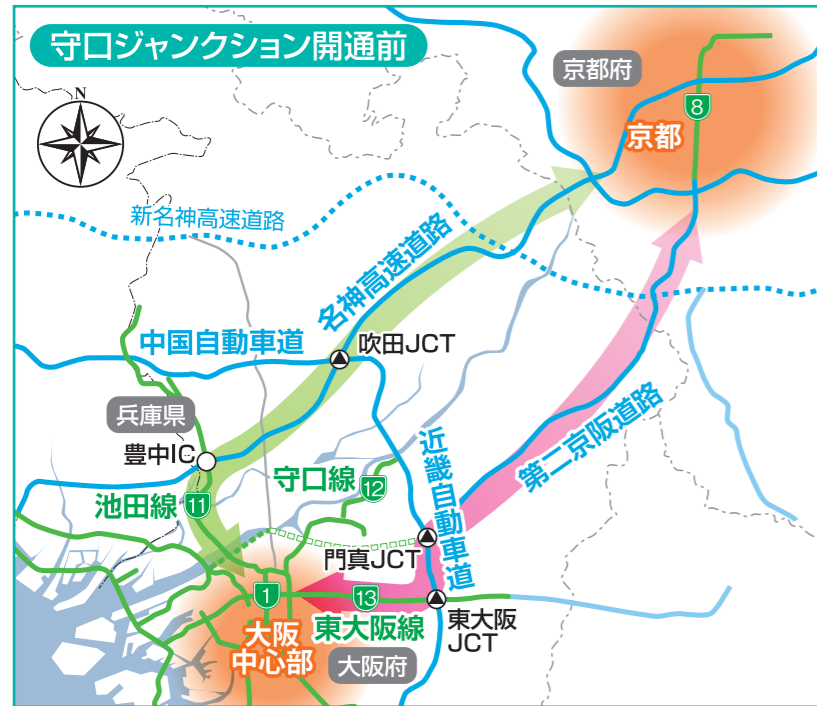 守口ジャンクション開通前
京都府
N
8
京都
新名神高速道路
名神高速道路
中国自動車道
吹田JCT
兵庫県
豊中IC
近畿自動車道
第二京阪道路
守口線
12
池田線
11
門真JCT
1
13
東大阪線
東大阪
JCT
大阪
中心部
大阪府